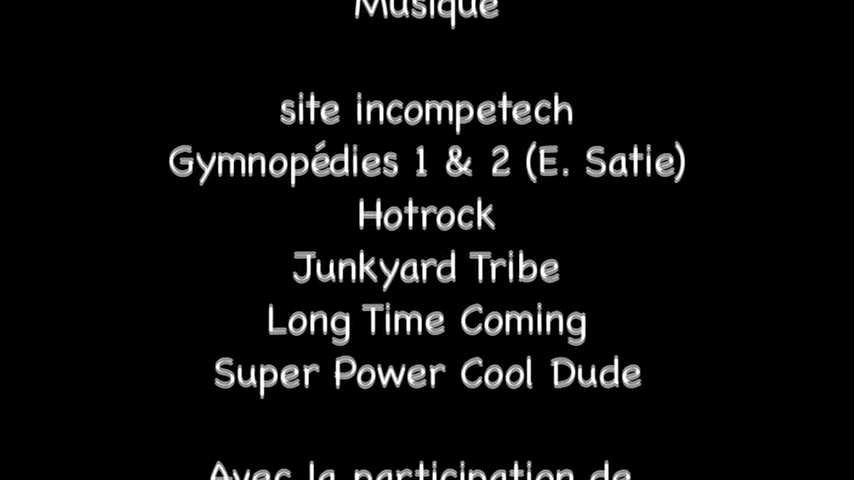 Musique
site incompetech
Gymnopédies 1 & 2 (E. Satie)
Hotrock
Junkyard Tribe
Long Time Coming
Super Power Cool Dude
Avec la participation de